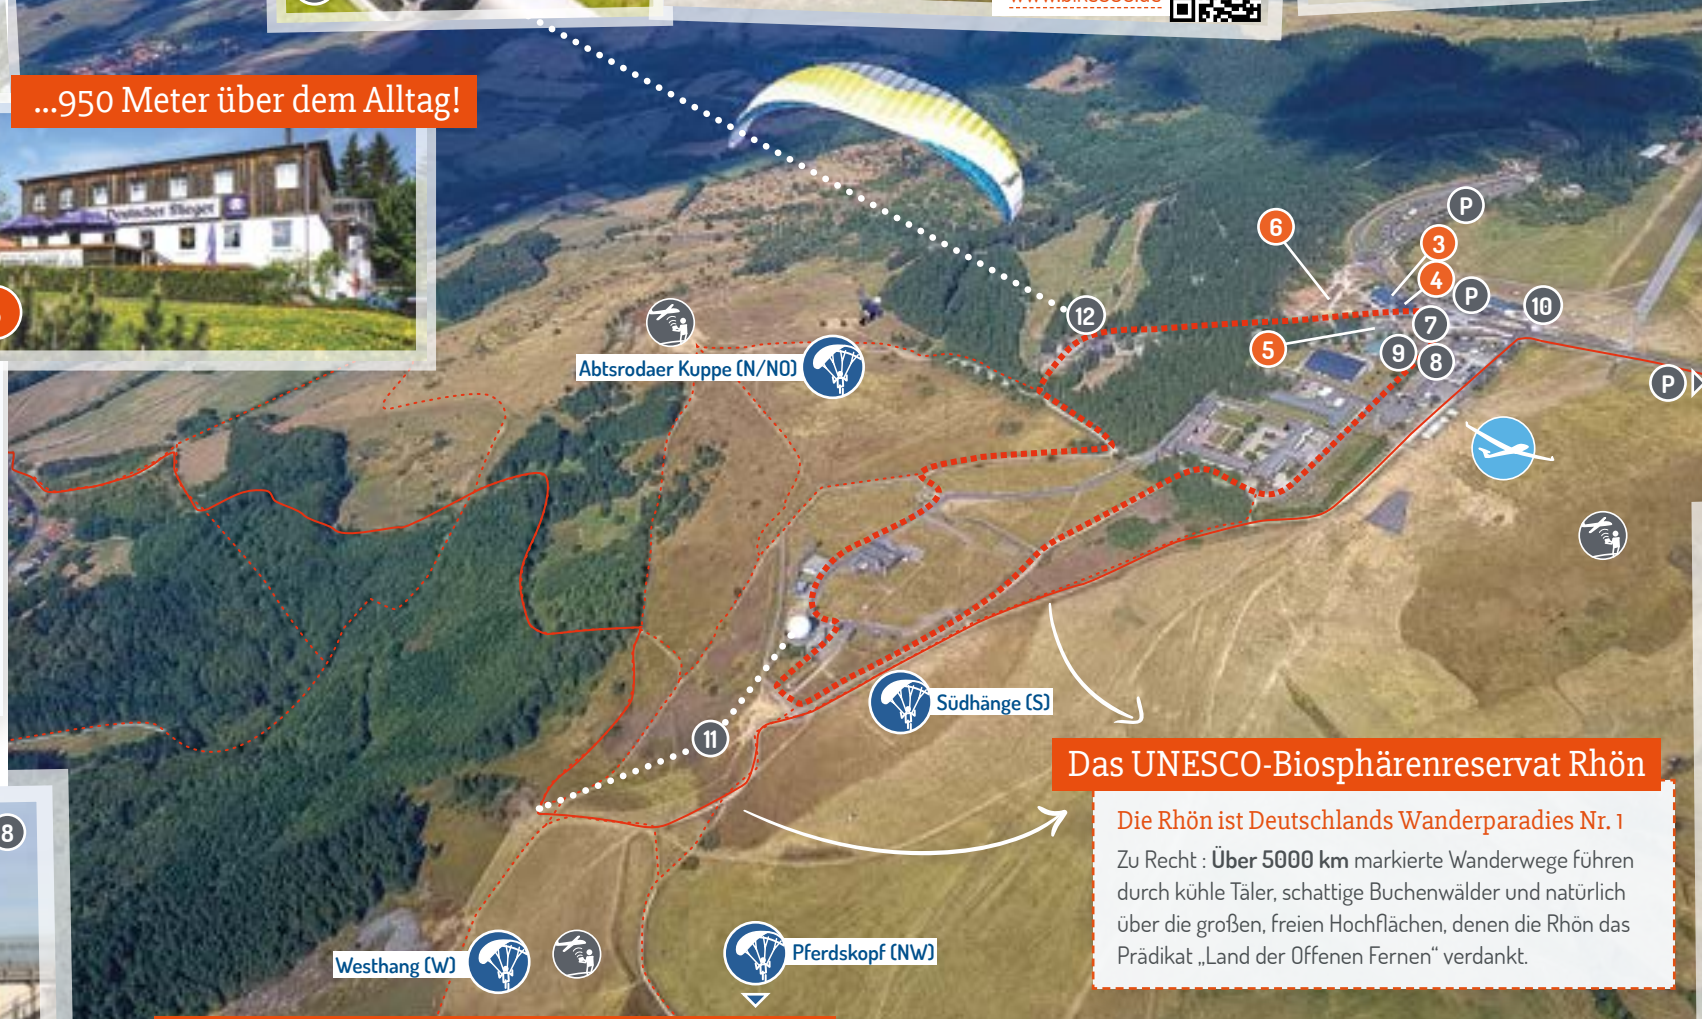 ...950 Meter über dem Alltag!
Deutscher Flieger
6
3
4
P
P
10
12
7
5
9
8
P
Abtsrodaer Kuppe (N/NO)
Südhänge (S)
11
Das UNESCO-Biosphärenreservat Rhön
Die Rhön ist Deutschlands Wanderparadies Nr. 1
Zu Recht : Über 5000 km markierte Wanderwege führen
durch kühle Täler, schattige Buchenwälder und natürlich
über die großen, freien Hochflächen, denen die Rhön das
Prädikat „Land der Offenen Fernen“ verdankt.
8
Westhang (W)
Pferdskopf (NW)